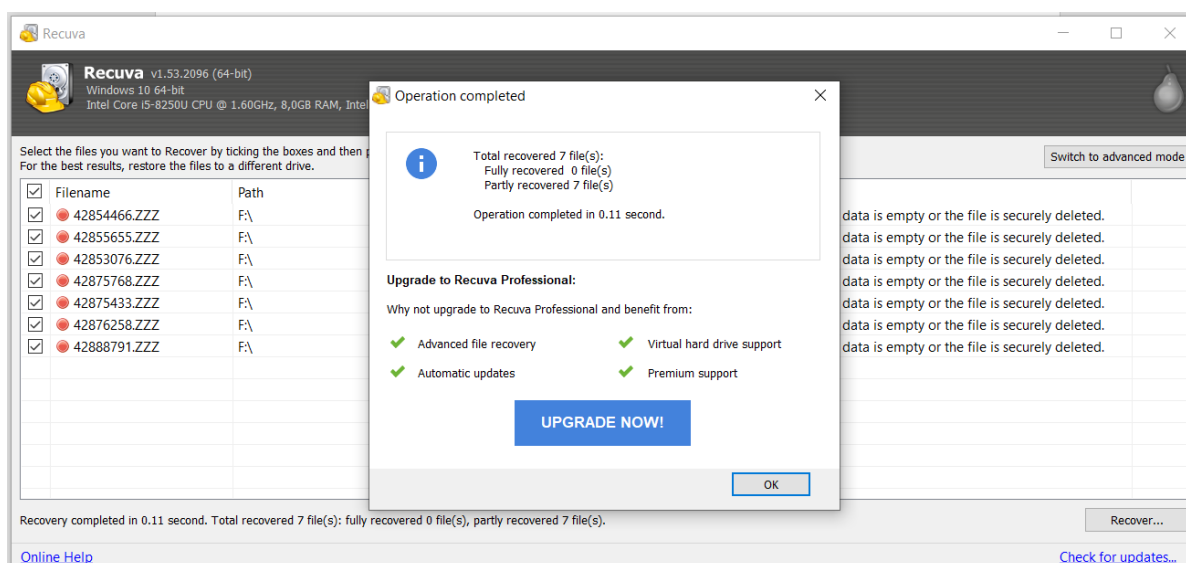 Recuva
Recuva v1.53.2096 (64-bit)
Windows 10 64-bit
Intel Core i5-8250U CPU @ 1.60GHz, 8,0GB RAM, Intel
Select the files you want to Recover by ticking the boxes and then
For the best results, restore the files to a different drive.
Switch to advanced mode
Filename Path
42854466.ZZZ F:\ data is empty or the file is securely deleted.
42855655.ZZZ F:\ data is empty or the file is securely deleted.
42853076.ZZZ F:\ data is empty or the file is securely deleted.
42875768.ZZZ F:\ data is empty or the file is securely deleted.
42875433.ZZZ F:\ data is empty or the file is securely deleted.
42876258.ZZZ F:\ data is empty or the file is securely deleted.
42888791.ZZZ F:\ data is empty or the file is securely deleted.
Operation completed
Total recovered 7 file(s):
Fully recovered 0 file(s)
Partly recovered 7 file(s)
Operation completed in 0.11 second.
Upgrade to Recuva Professional:
Why not upgrade to Recuva Professional and benefit from:
Advanced file recovery Virtual hard drive support
Automatic updates Premium support
UPGRADE NOW!
OK
Recovery completed in 0.11 second. Total recovered 7 file(s): fully recovered 0 file(s), partly recovered 7 file(s).
Recover...
Online Help Check for updates...